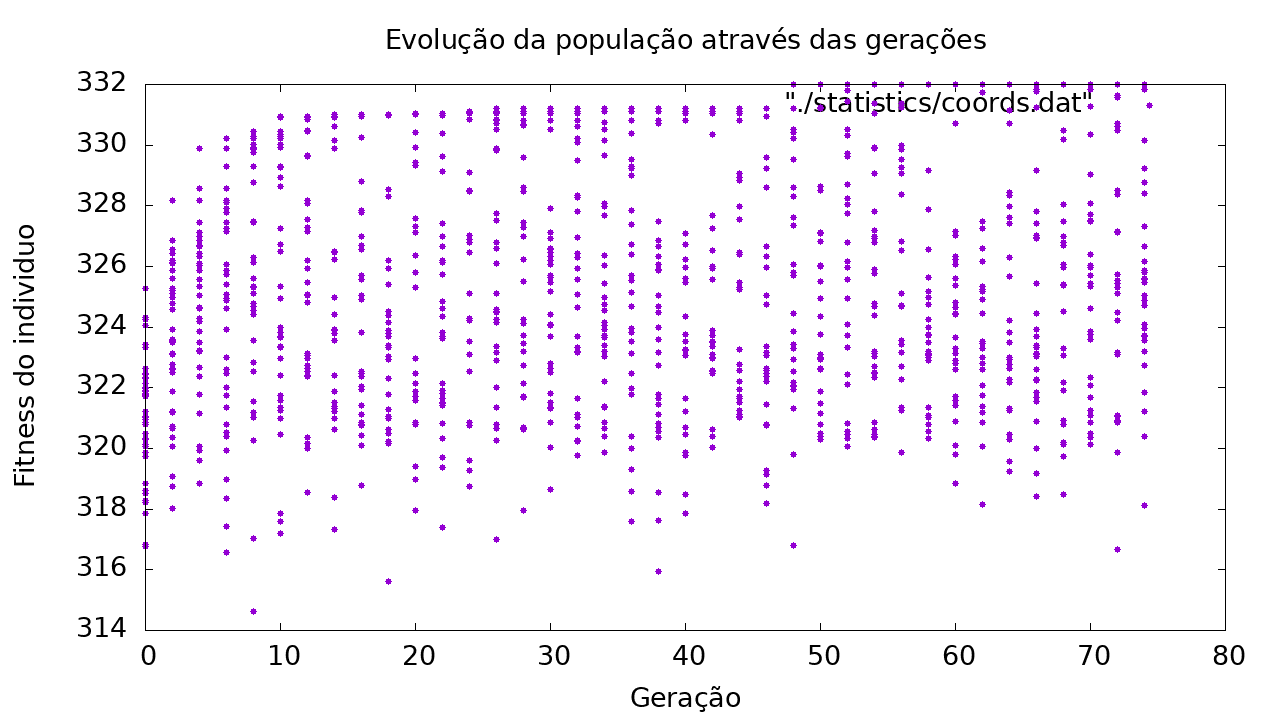 Evolução da população através das gerações
"./statistics/coords.dat"
332
330
328
326
324
322
320
318
316
314
Fitness do individuo
0 10 20 30 40 50 60 70 80
Geração